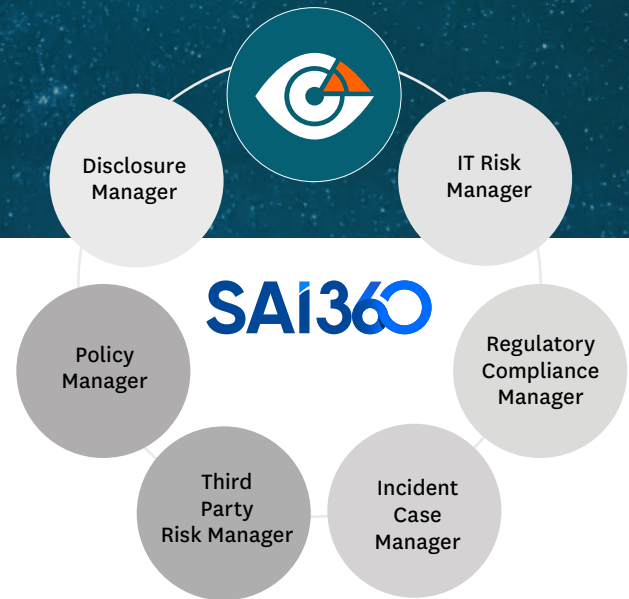 Disclosure
Manager
IT Risk
Manager
SAi360
Policy
Manager
Regulatory
Compliance
Manager
Third
Party
Risk Manager
Incident
Case
Manager